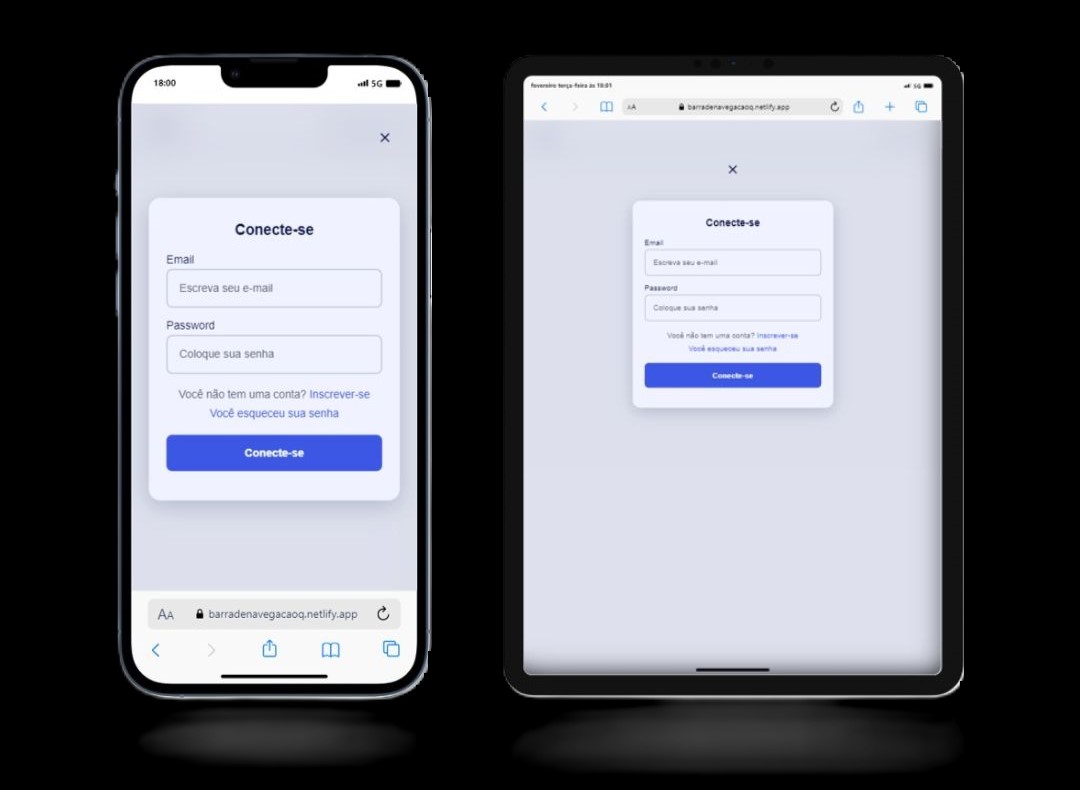 18:00
5G
Conecte-se
Email
Escreva seu e-mail
Password
Coloque sua senha
Você não tem uma conta? Inscrever-se
Você esqueceu sua senha
Conecte-se
AA
barradenavegacaoq.netlify.app
fevereiro terça-feira às 18:01
5G
AA
barradenavegacaoq.netlify.app
Conecte-se
Email
Escreva seu e-mail
Password
Coloque sua senha
Você não tem uma conta? Inscrever-se
Você esqueceu sua senha
Conecte-se